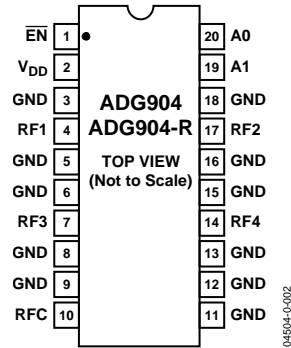 E̅N̅ 1 20 A0
V_DD 2 19 A1
GND 3 18 GND
ADG904
RF1 4 17 RF2
ADG904-R
GND 5 16 GND
TOP VIEW
(Not to Scale)
GND 6 15 GND
RF3 7 14 RF4
GND 8 13 GND
GND 9 12 GND
RFC 10 11 GND
04504-0-002